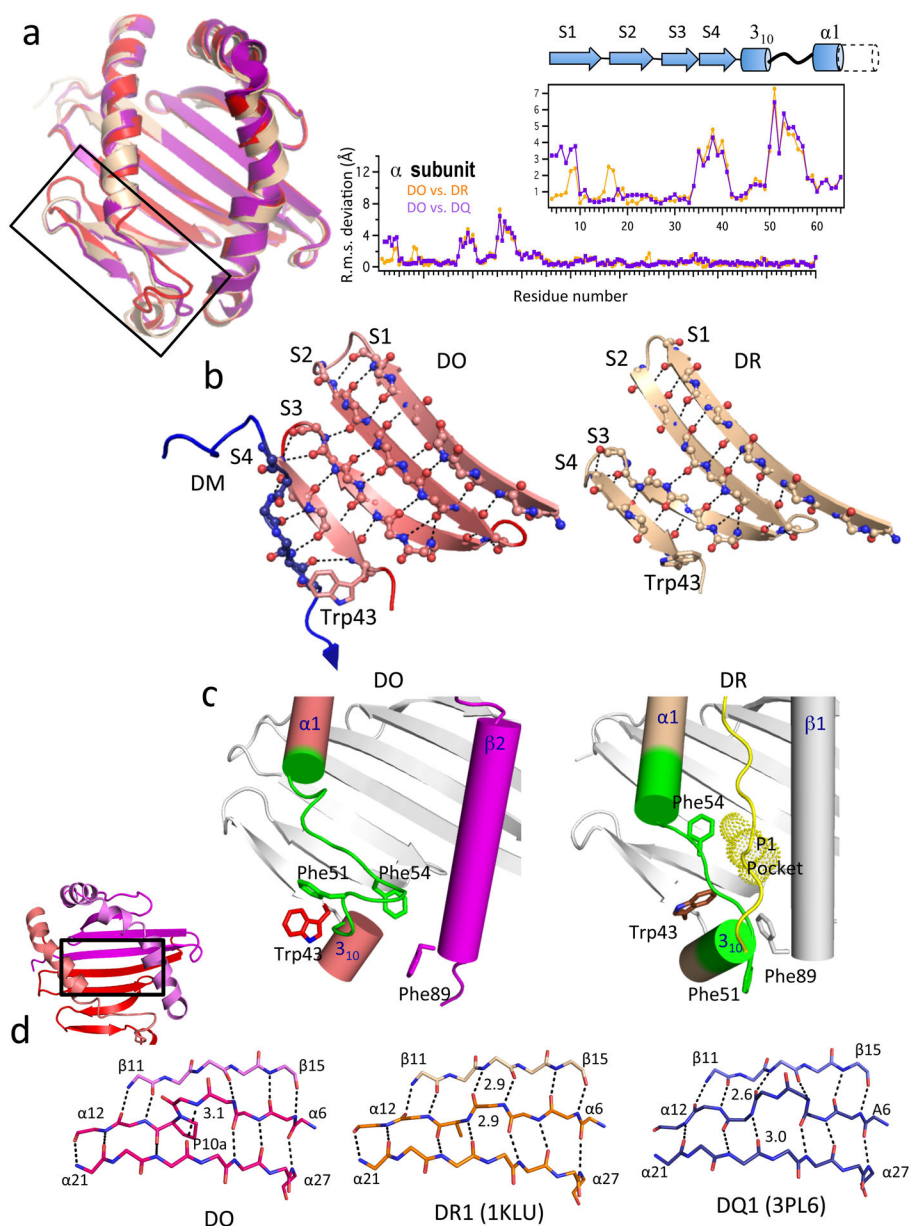 a
S1 S2 S3 S4 3₁₀ α1
7
6
5
4
3
2
1
10 20 30 40 50 60
R.m.s. deviation (Å)
12
8
4
0
α subunit
DO vs. DR
DO vs. DQ
60
Residue number
b
S1
S2
S3
S4
DO
DM
Trp43
S1
S2
S3
S4
DR
Trp43
c
DO
α1
β2
Phe51
Phe54
Trp43
3₁₀
Phe89
DR
α1
β1
Phe54
P1
Pocket
Trp43
3₁₀
Phe89
Phe51
d
β11 β15
α12 3.1 α6
P10a
α21 α27
DO
β11 β15
2.9
α12 α6
2.9
α21 α27
DR1 (1KLU)
β11 β15
2.6
α12 A6
3.0
α21 α27
DQ1 (3PL6)